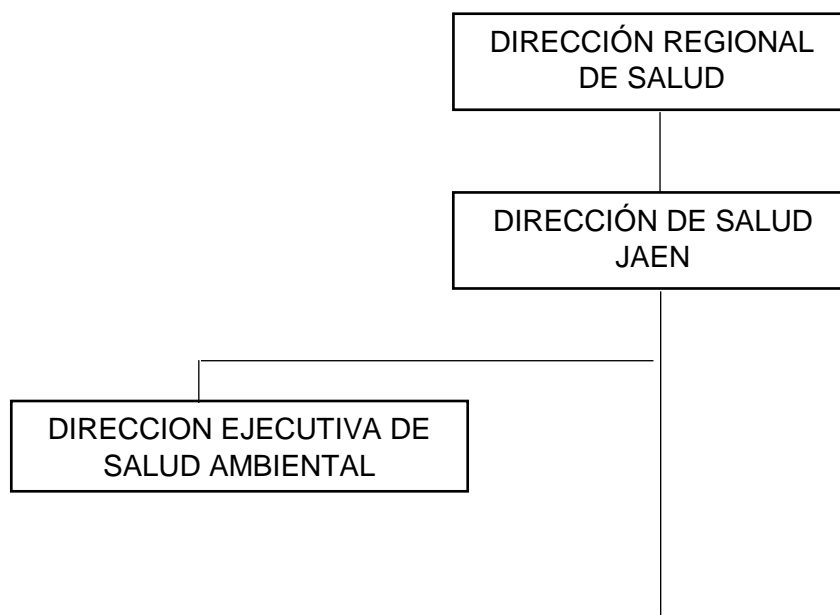 DIRECCIÓN REGIONAL
DE SALUD
DIRECCIÓN DE SALUD
JAEN
DIRECCION EJECUTIVA DE
SALUD AMBIENTAL